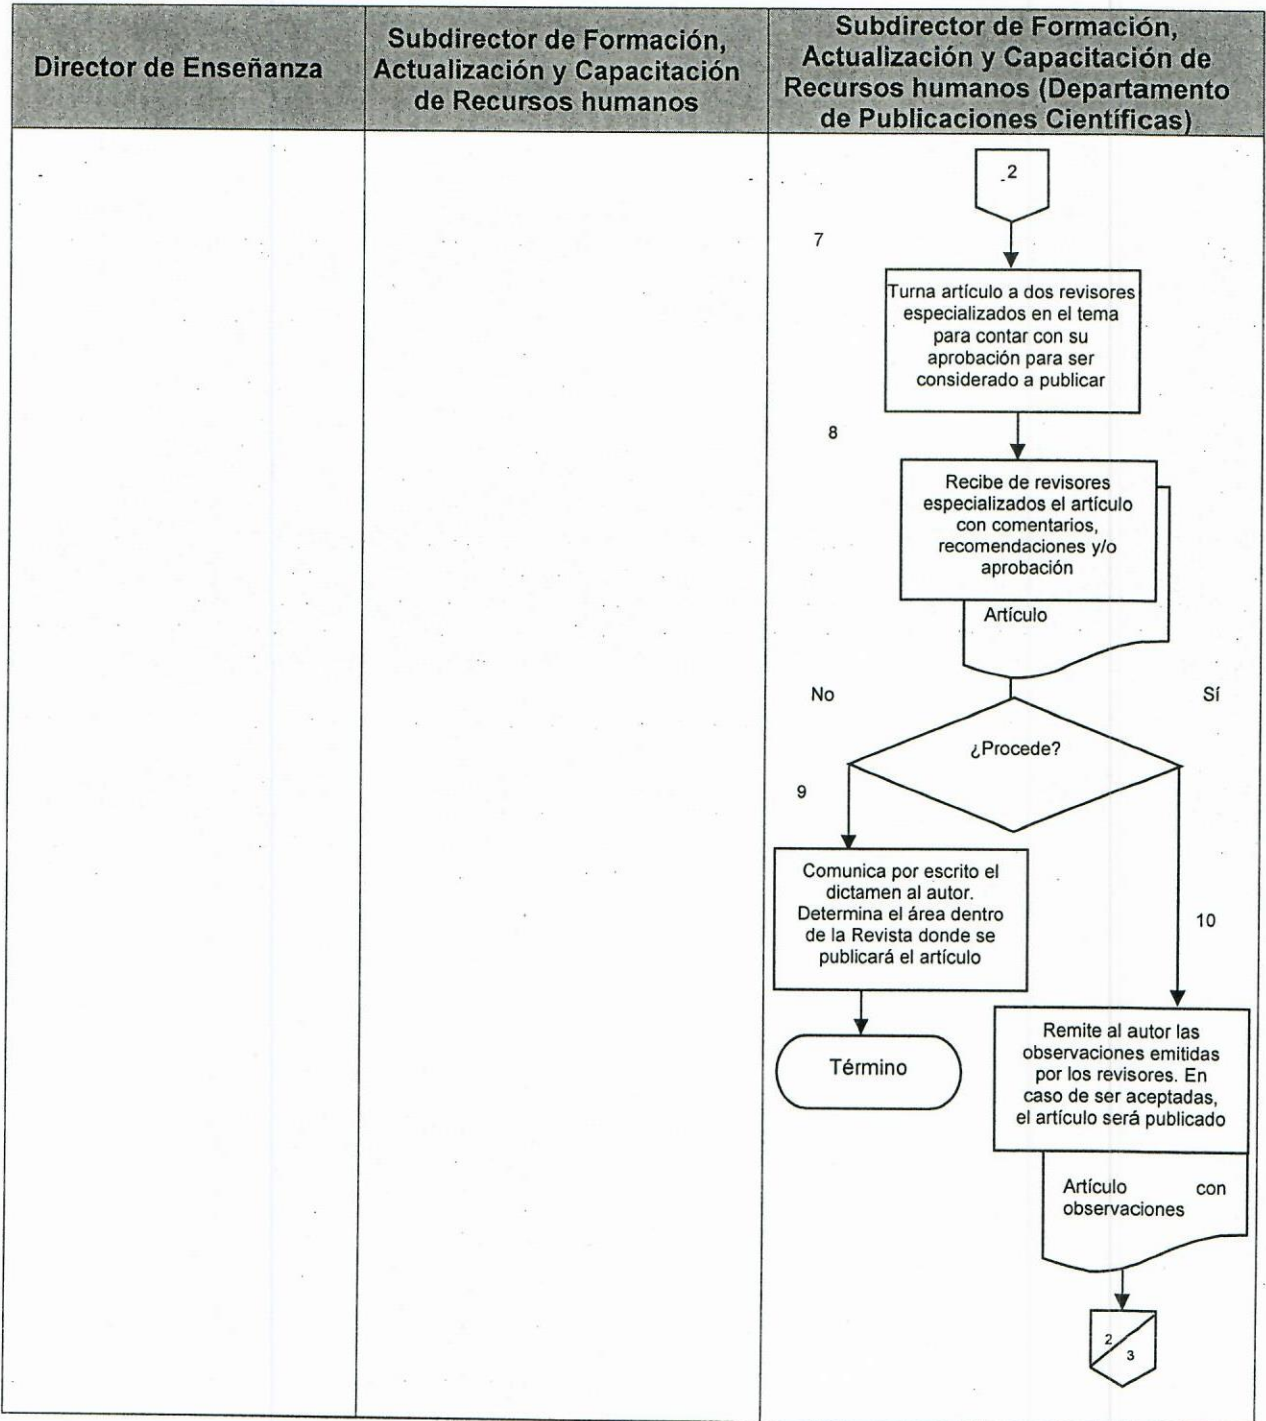 Director de Enseñanza
Subdirector de Formación,
Actualización y Capacitación
de Recursos humanos
Subdirector de Formación,
Actualización y Capacitación de
Recursos humanos (Departamento
de Publicaciones Científicas)
2
7
Turna artículo a dos revisores
especializados en el tema
para contar con su
aprobación para ser
considerado a publicar
8
Recibe de revisores
especializados el artículo
con comentarios,
recomendaciones y/o
aprobación
Artículo
No
Sí
¿Procede?
9
Comunica por escrito el
dictamen al autor.
Determina el área dentro
de la Revista donde se
publicará el artículo
10
Término
Remite al autor las
observaciones emitidas
por los revisores. En
caso de ser aceptadas,
el artículo será publicado
Artículo con
observaciones
2
3